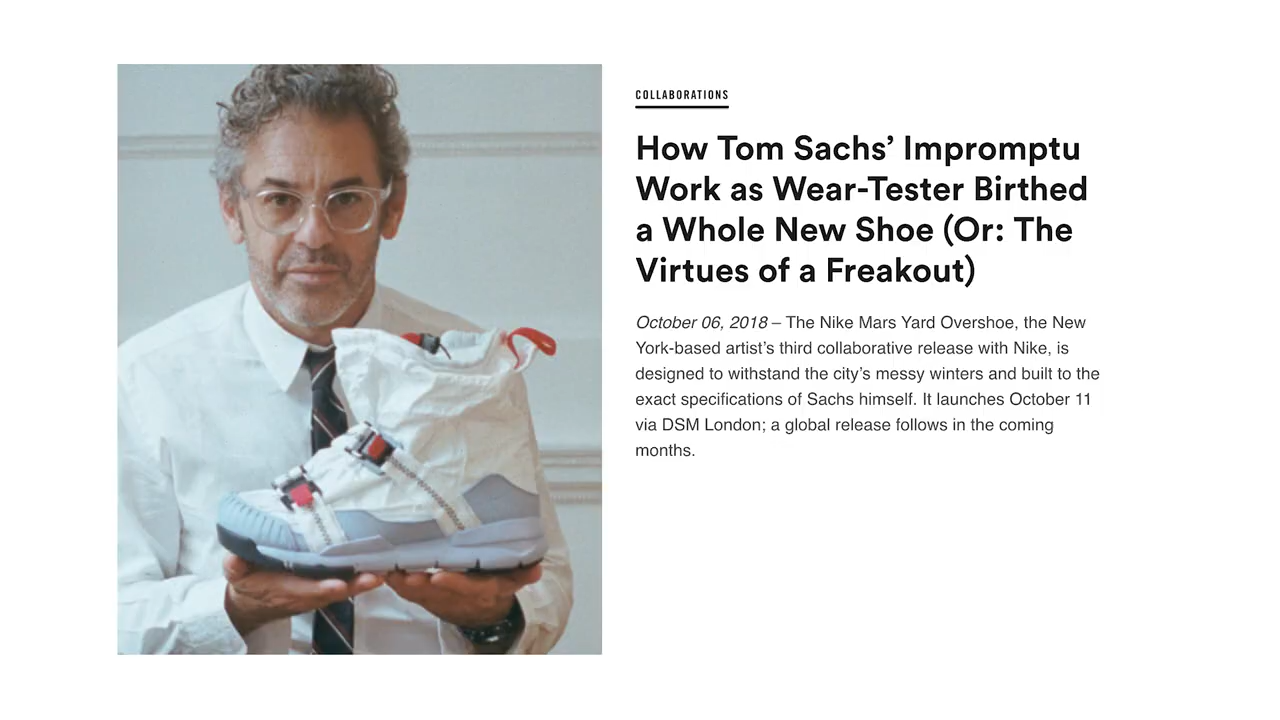 COLLABORATIONS
How Tom Sachs’ Impromptu
Work as Wear-Tester Birthed
a Whole New Shoe (Or: The
Virtues of a Freakout)
October 06, 2018 – The Nike Mars Yard Overshoe, the New
York-based artist’s third collaborative release with Nike, is
designed to withstand the city’s messy winters and built to the
exact specifications of Sachs himself. It launches October 11
via DSM London; a global release follows in the coming
months.